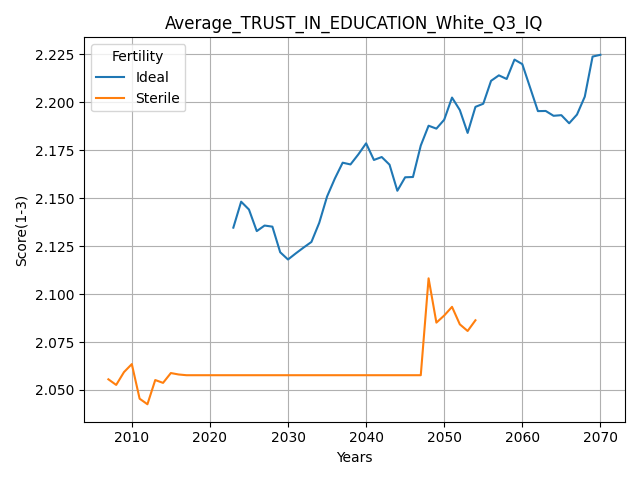 Average_TRUST_IN_EDUCATION_White_Q3_IQ
Fertility
Ideal
Sterile
Score(1-3)
2.225
2.200
2.175
2.150
2.125
2.100
2.075
2.050
2010 2020 2030 2040 2050 2060 2070
Years